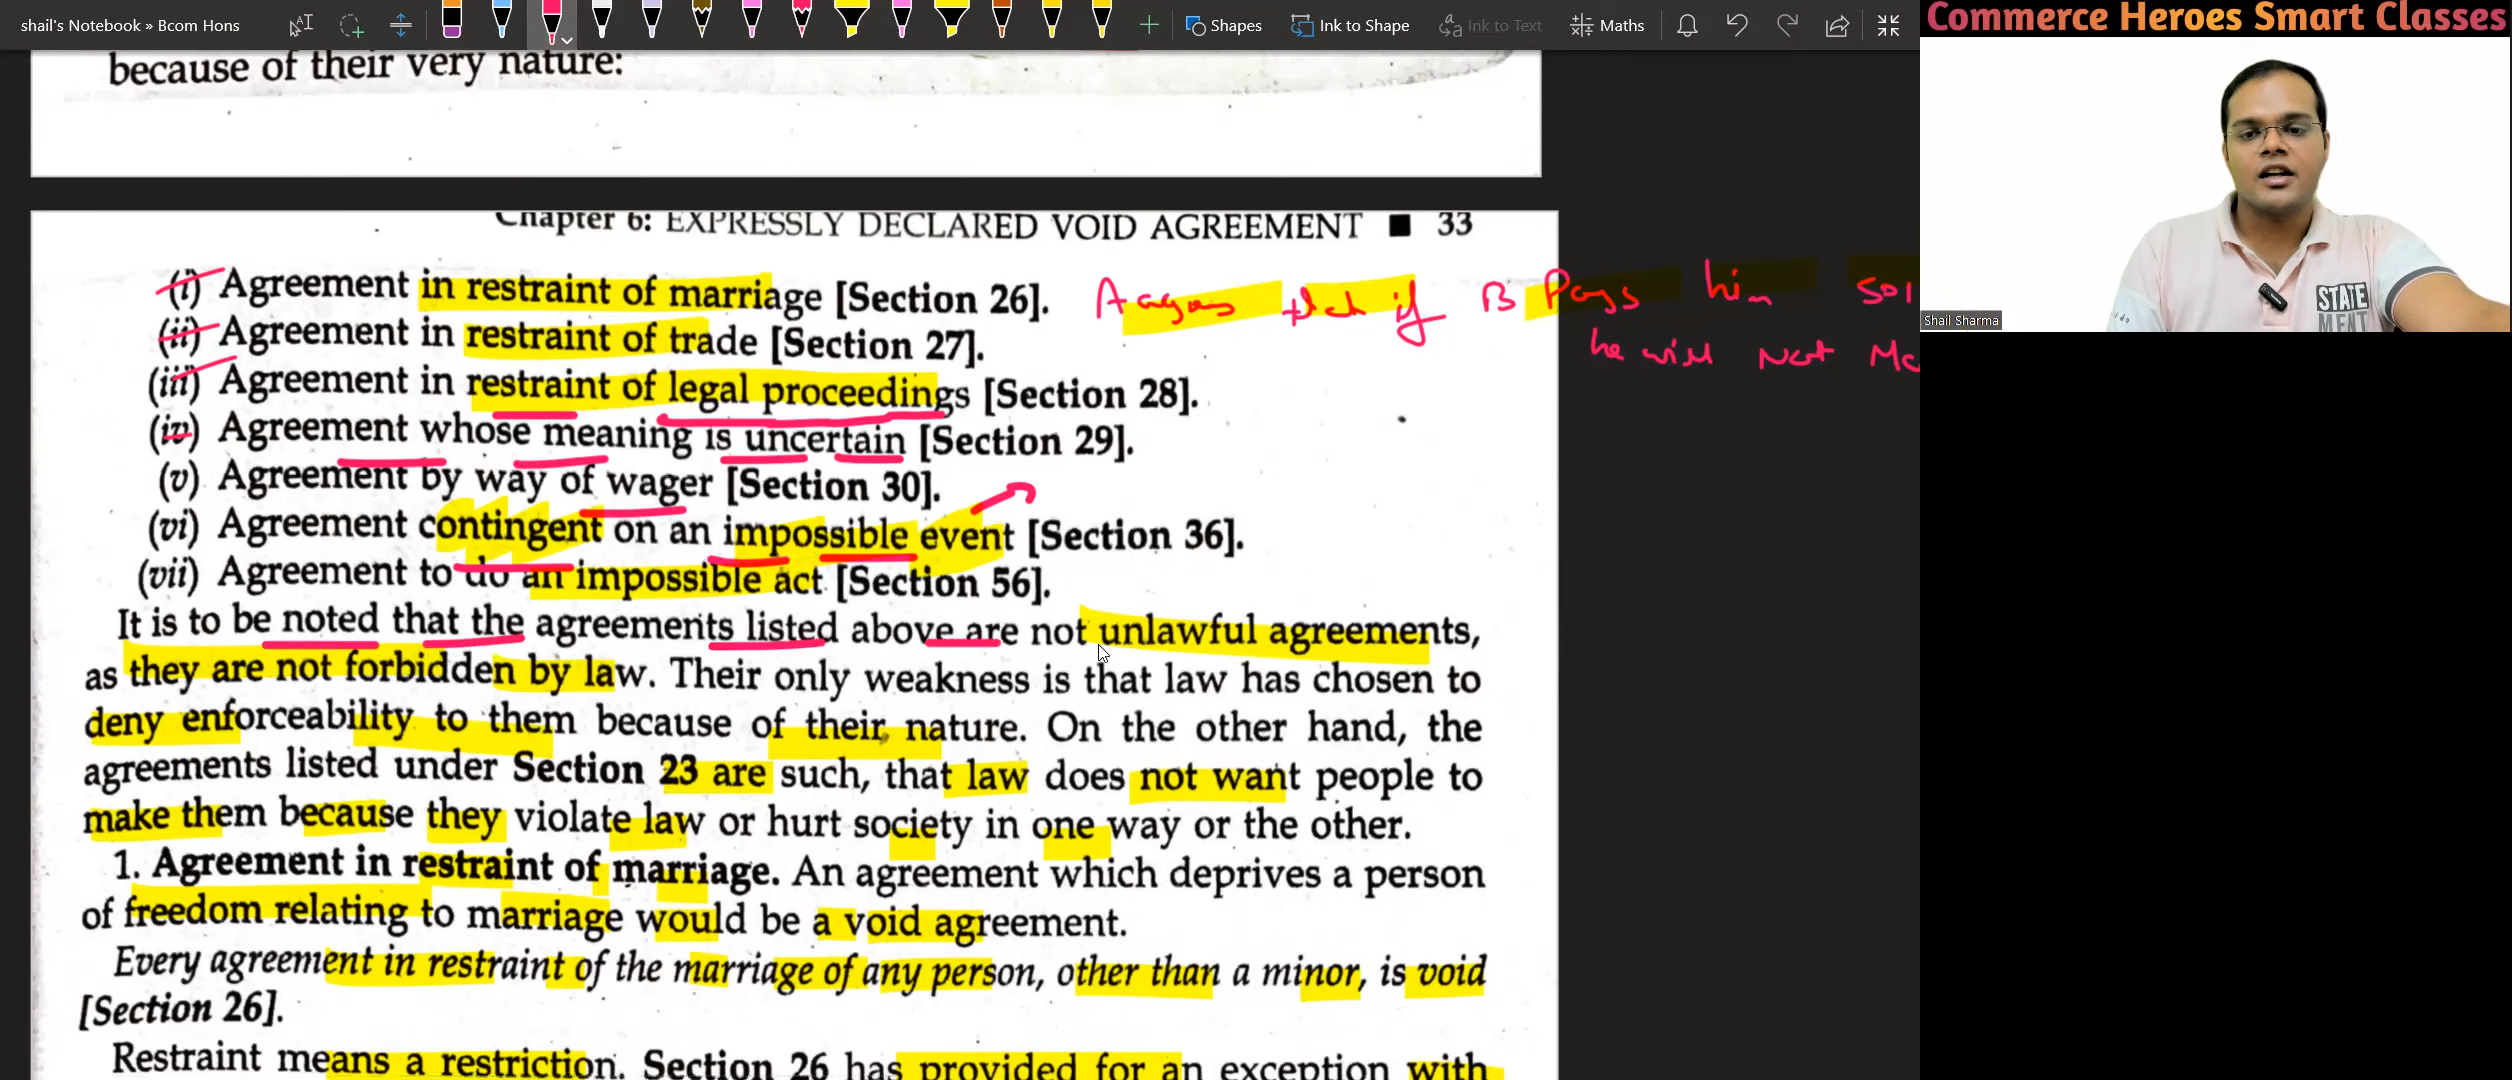 shail's Notebook » Bcom Hons
Shapes
Ink to Shape
Ink to Text
Maths
Commerce Heroes Smart Classes
because of their very nature:
Chapter 6: EXPRESSLY DECLARED VOID AGREEMENT ■ 33
(i) Agreement in restraint of marriage [Section 26].
A agrees that if B Pays him
he will Not
(ii) Agreement in restraint of trade [Section 27].
(iii) Agreement in restraint of legal proceedings [Section 28].
(iv) Agreement whose meaning is uncertain [Section 29].
(v) Agreement by way of wager [Section 30].
(vi) Agreement contingent on an impossible event [Section 36].
(vii) Agreement to do an impossible act [Section 56].
It is to be noted that the agreements listed above are not unlawful agreements,
as they are not forbidden by law. Their only weakness is that law has chosen to
deny enforceability to them because of their nature. On the other hand, the
agreements listed under Section 23 are such, that law does not want people to
make them because they violate law or hurt society in one way or the other.
1. Agreement in restraint of marriage. An agreement which deprives a person
of freedom relating to marriage would be a void agreement.
Every agreement in restraint of the marriage of any person, other than a minor, is void
[Section 26].
Restraint means a restriction. Section 26 has provided for an exception with
STATE
MENT
Shail Sharma